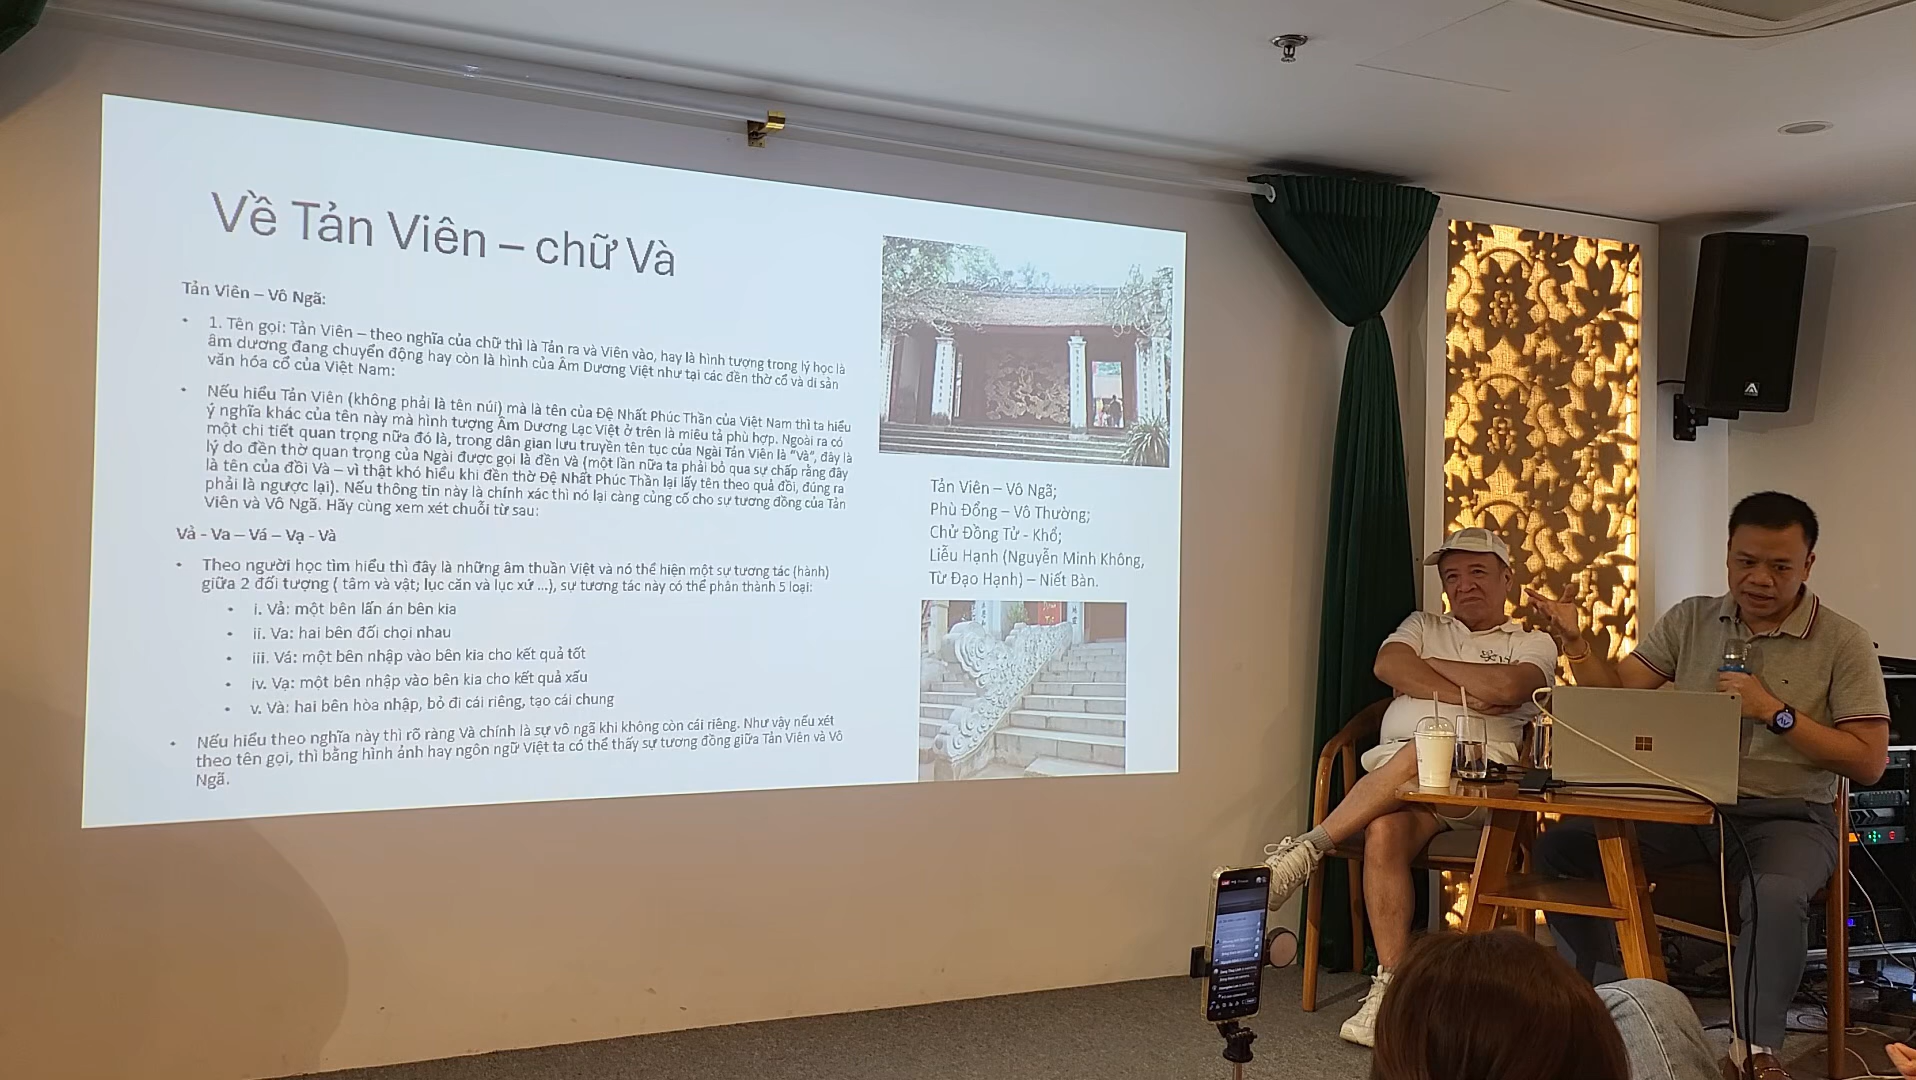 Về Tản Viên – chữ Và
Tản Viên – Vô Ngã:
• 1. Tên gọi: Tản Viên – theo nghĩa của chữ thì là Tản ra và Viên vào, hay là hình tượng trong lý học là
âm dương đang chuyển động hay còn là hình của Âm Dương Việt như tại các đền thờ cổ và di sản
văn hóa cổ của Việt Nam:
• Nếu hiểu Tản Viên (không phải là tên núi) mà là tên của Đệ Nhất Phúc Thần của Việt Nam thì ta hiểu
ý nghĩa khác của tên này mà hình tượng Âm Dương Lạc Việt ở trên là miêu tả phù hợp. Ngoài ra có
một chi tiết quan trọng nữa đó là, trong dân gian lưu truyền tên tục của Ngài Tản Viên là "Và", đây là
lý do đền thờ quan trọng của Ngài được gọi là đền Và (một lần nữa ta phải bỏ qua sự chấp rằng đây
là tên của đồi Và – vì thật khó hiểu khi đền thờ Đệ Nhất Phúc Thần lại lấy tên theo quả đồi, đúng ra
phải là ngược lại). Nếu thông tin này là chính xác thì nó lại càng củng cố cho sự tương đồng của Tản
Viên và Vô Ngã. Hãy cùng xem xét chuỗi từ sau:
Vả - Va – Vá – Vạ - Và
• Theo người học tìm hiểu thì đây là những âm thuần Việt và nó thể hiện một sự tương tác (hành)
giữa 2 đối tượng ( tâm và vật; lục căn và lục xứ ...), sự tương tác này có thể phân thành 5 loại:
• i. Vả: một bên lấn án bên kia
• ii. Va: hai bên đối chọi nhau
• iii. Vá: một bên nhập vào bên kia cho kết quả tốt
• iv. Vạ: một bên nhập vào bên kia cho kết quả xấu
• v. Và: hai bên hòa nhập, bỏ đi cái riêng, tạo cái chung
• Nếu hiểu theo nghĩa này thì rõ ràng Và chính là sự vô ngã khi không còn cái riêng. Như vậy nếu xét
theo tên gọi, thì bằng hình ảnh hay ngôn ngữ Việt ta có thể thấy sự tương đồng giữa Tản Viên và Vô
Ngã.
Tản Viên – Vô Ngã;
Phù Đổng – Vô Thường;
Chử Đồng Tử - Khổ;
Liễu Hạnh (Nguyễn Minh Không,
Từ Đạo Hạnh) – Niết Bàn.